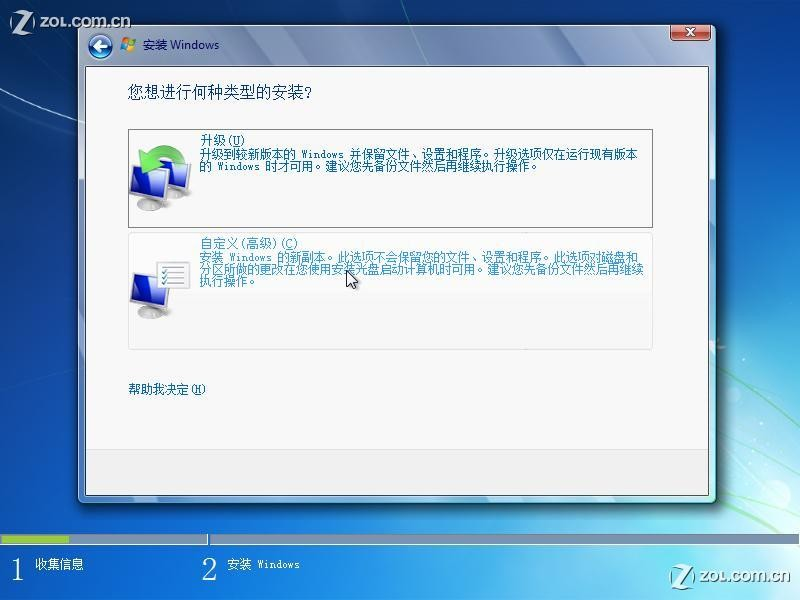 ZOL.COM.CN
安装 Windows
您想进行何种类型的安装?
升级(U)
升级到较新版本的 Windows 并保留文件、设置和程序。升级选项仅在运行现有版本
的 Windows 时才可用。建议您先备份文件然后再继续执行操作。
自定义(高级)(C)
安装 Windows 的新副本。此选项不会保留您的文件、设置和程序。此选项对磁盘和
分区所做的更改在您使用安装光盘启动计算机时可用。建议您先备份文件然后再继续
执行操作。
帮助我决定(H)
1 收集信息
2 安装 Windows
ZOL.COM.CN